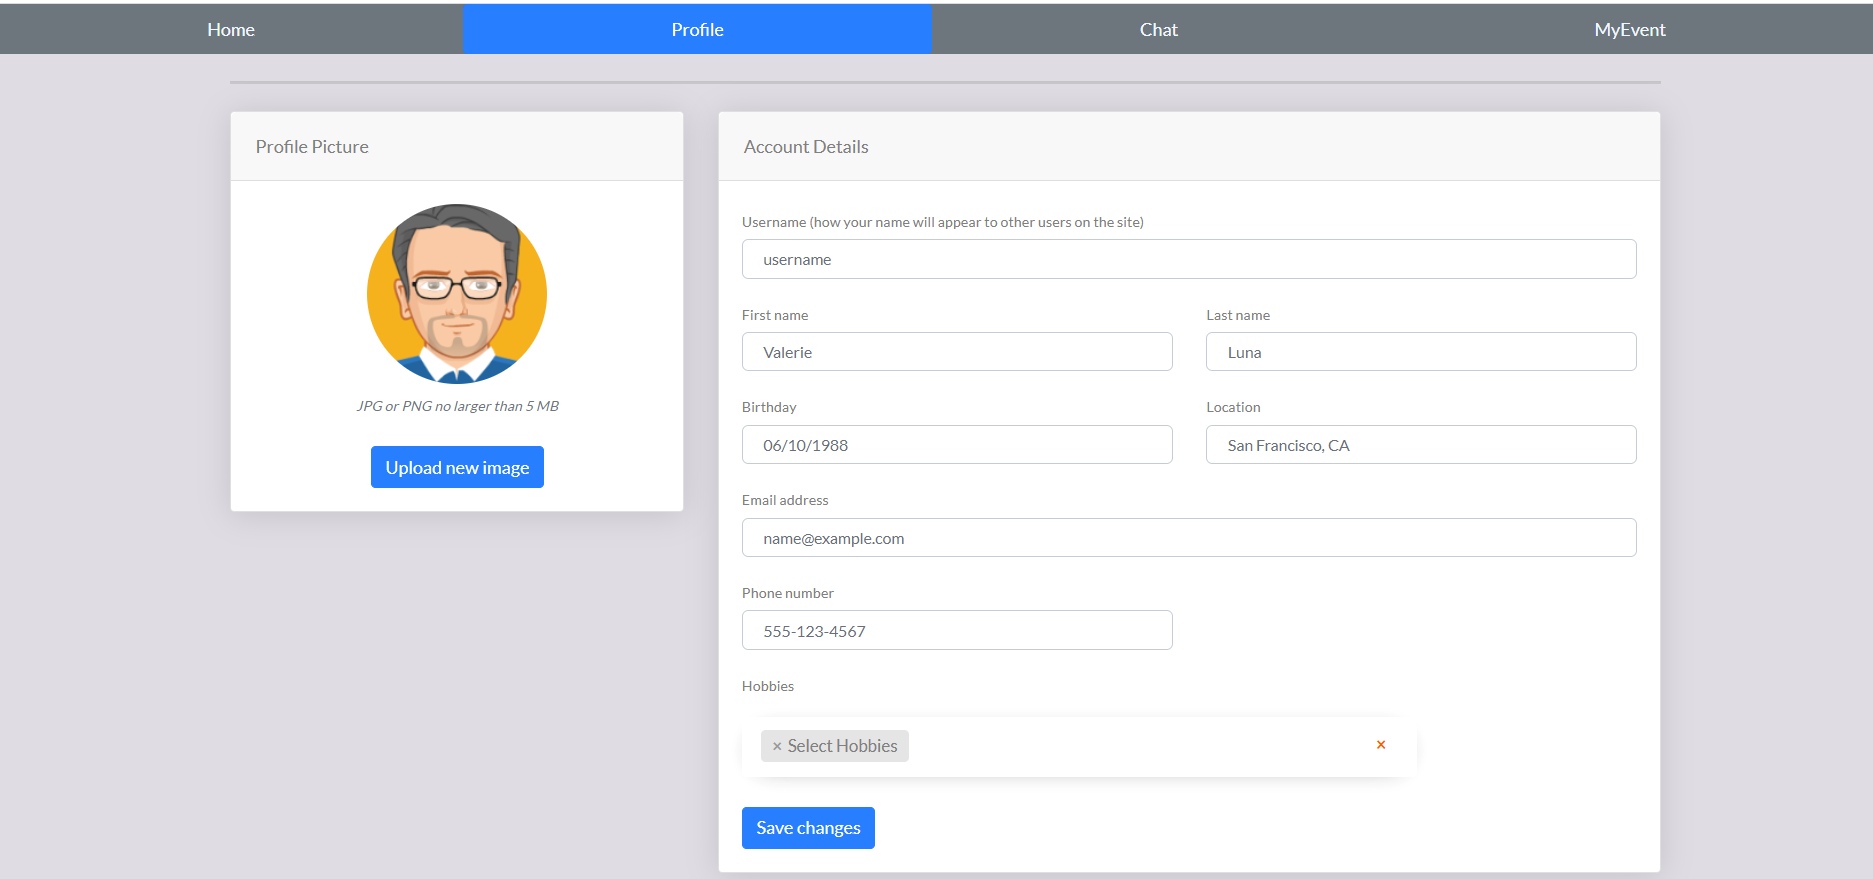 Home Profile Chat MyEvent
Profile Picture
JPG or PNG no larger than 5 MB
Upload new image
Account Details
Username (how your name will appear to other users on the site)
username
First name Last name
Valerie Luna
Birthday Location
06/10/1988 San Francisco, CA
Email address
name@example.com
Phone number
555-123-4567
Hobbies
× Select Hobbies ×
Save changes